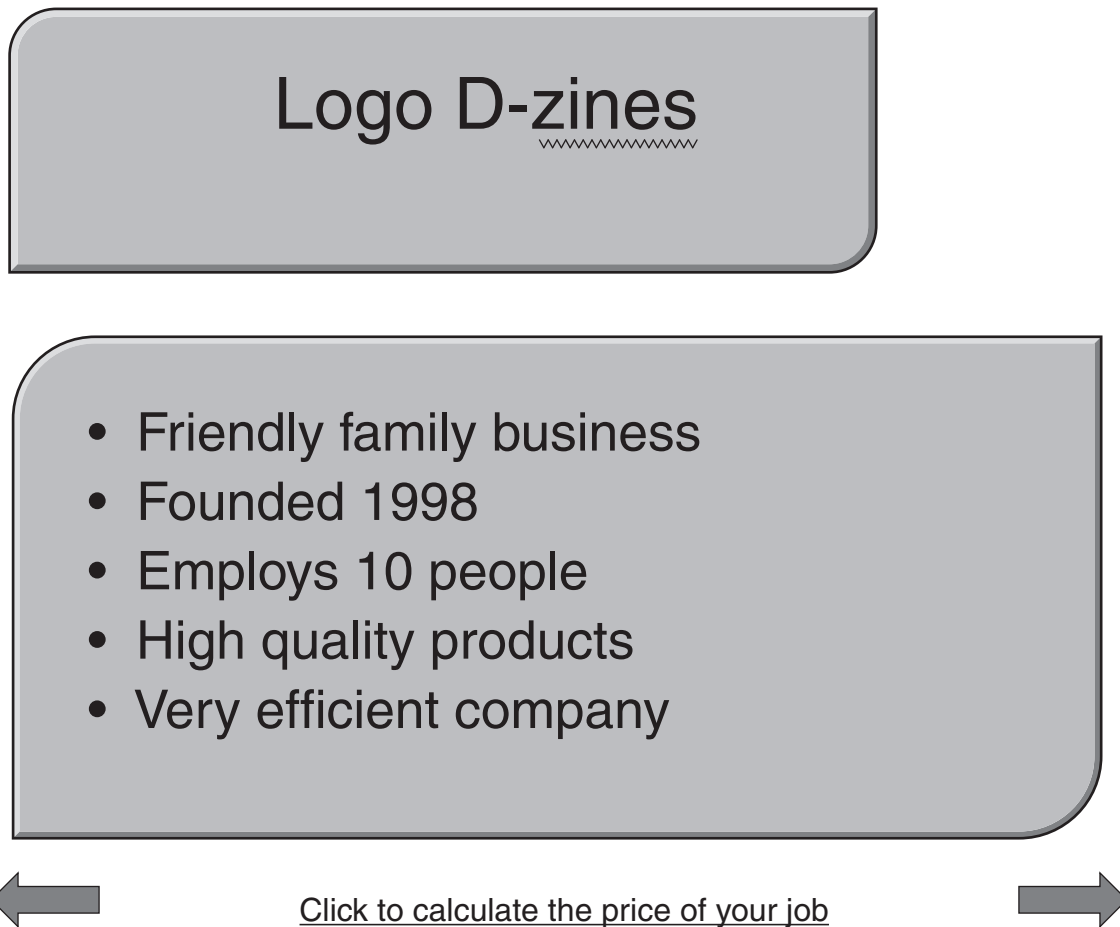 Logo D-zines
• Friendly family business
• Founded 1998
• Employs 10 people
• High quality products
• Very efficient company
Click to calculate the price of your job